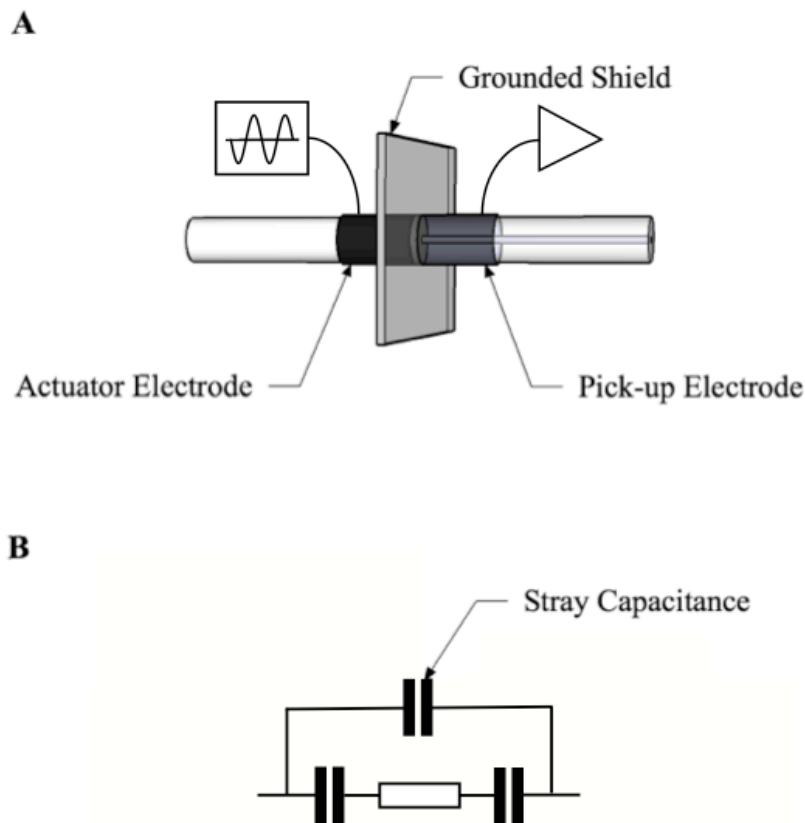 A
Grounded Shield
Actuator Electrode
Pick-up Electrode
B
Stray Capacitance